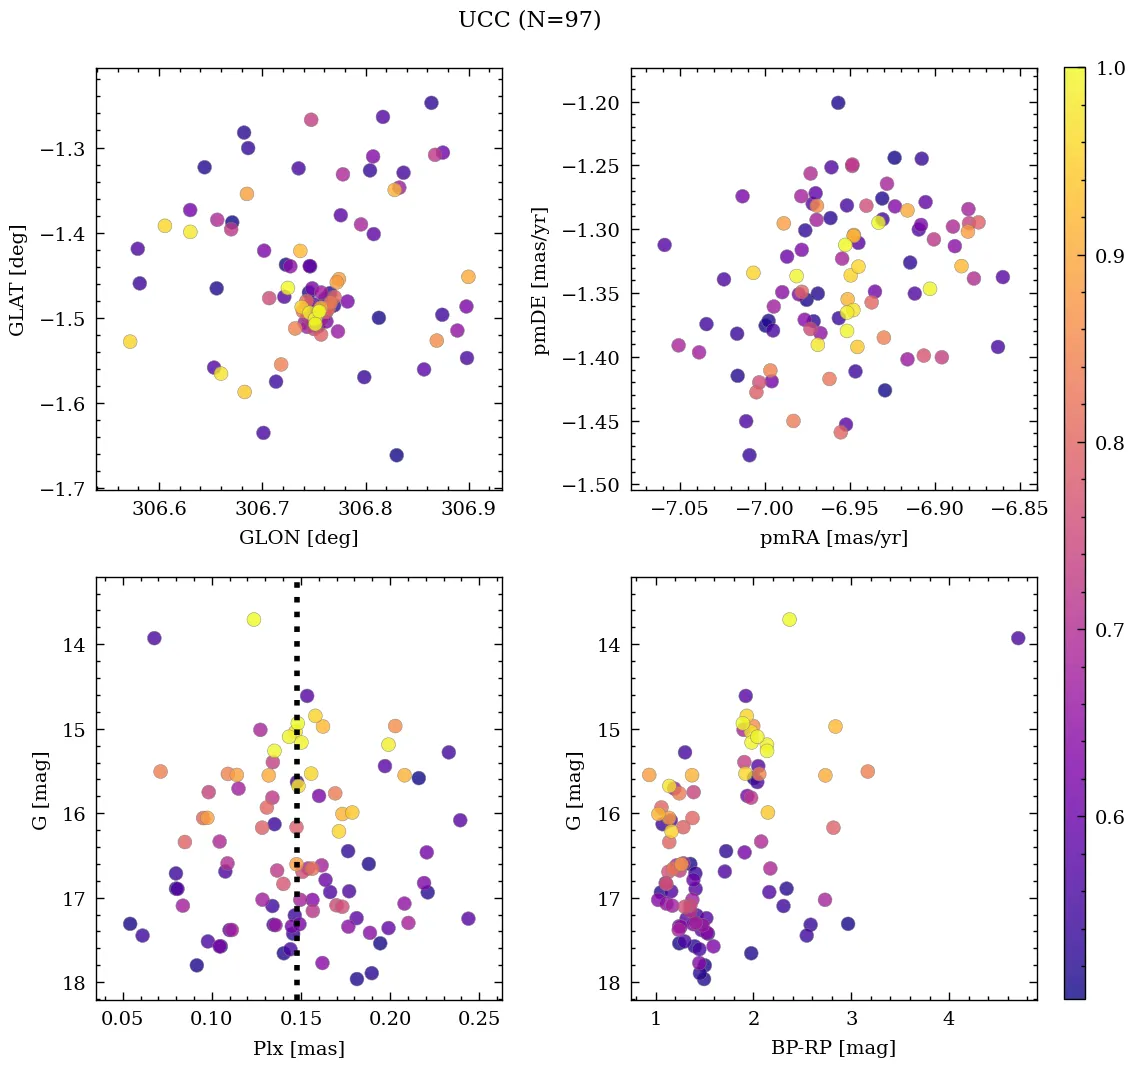 UCC (N=97)
−1.3
−1.4
−1.5
−1.6
−1.7
GLAT [deg]
306.6 306.7 306.8 306.9
GLON [deg]
−1.20
−1.25
−1.30
−1.35
−1.40
−1.45
−1.50
pmDE [mas/yr]
−7.05 −7.00 −6.95 −6.90 −6.85
pmRA [mas/yr]
1.0
0.9
0.8
0.7
0.6
14
15
16
17
18
G [mag]
0.05 0.10 0.15 0.20 0.25
Plx [mas]
14
15
16
17
18
G [mag]
1 2 3 4
BP-RP [mag]